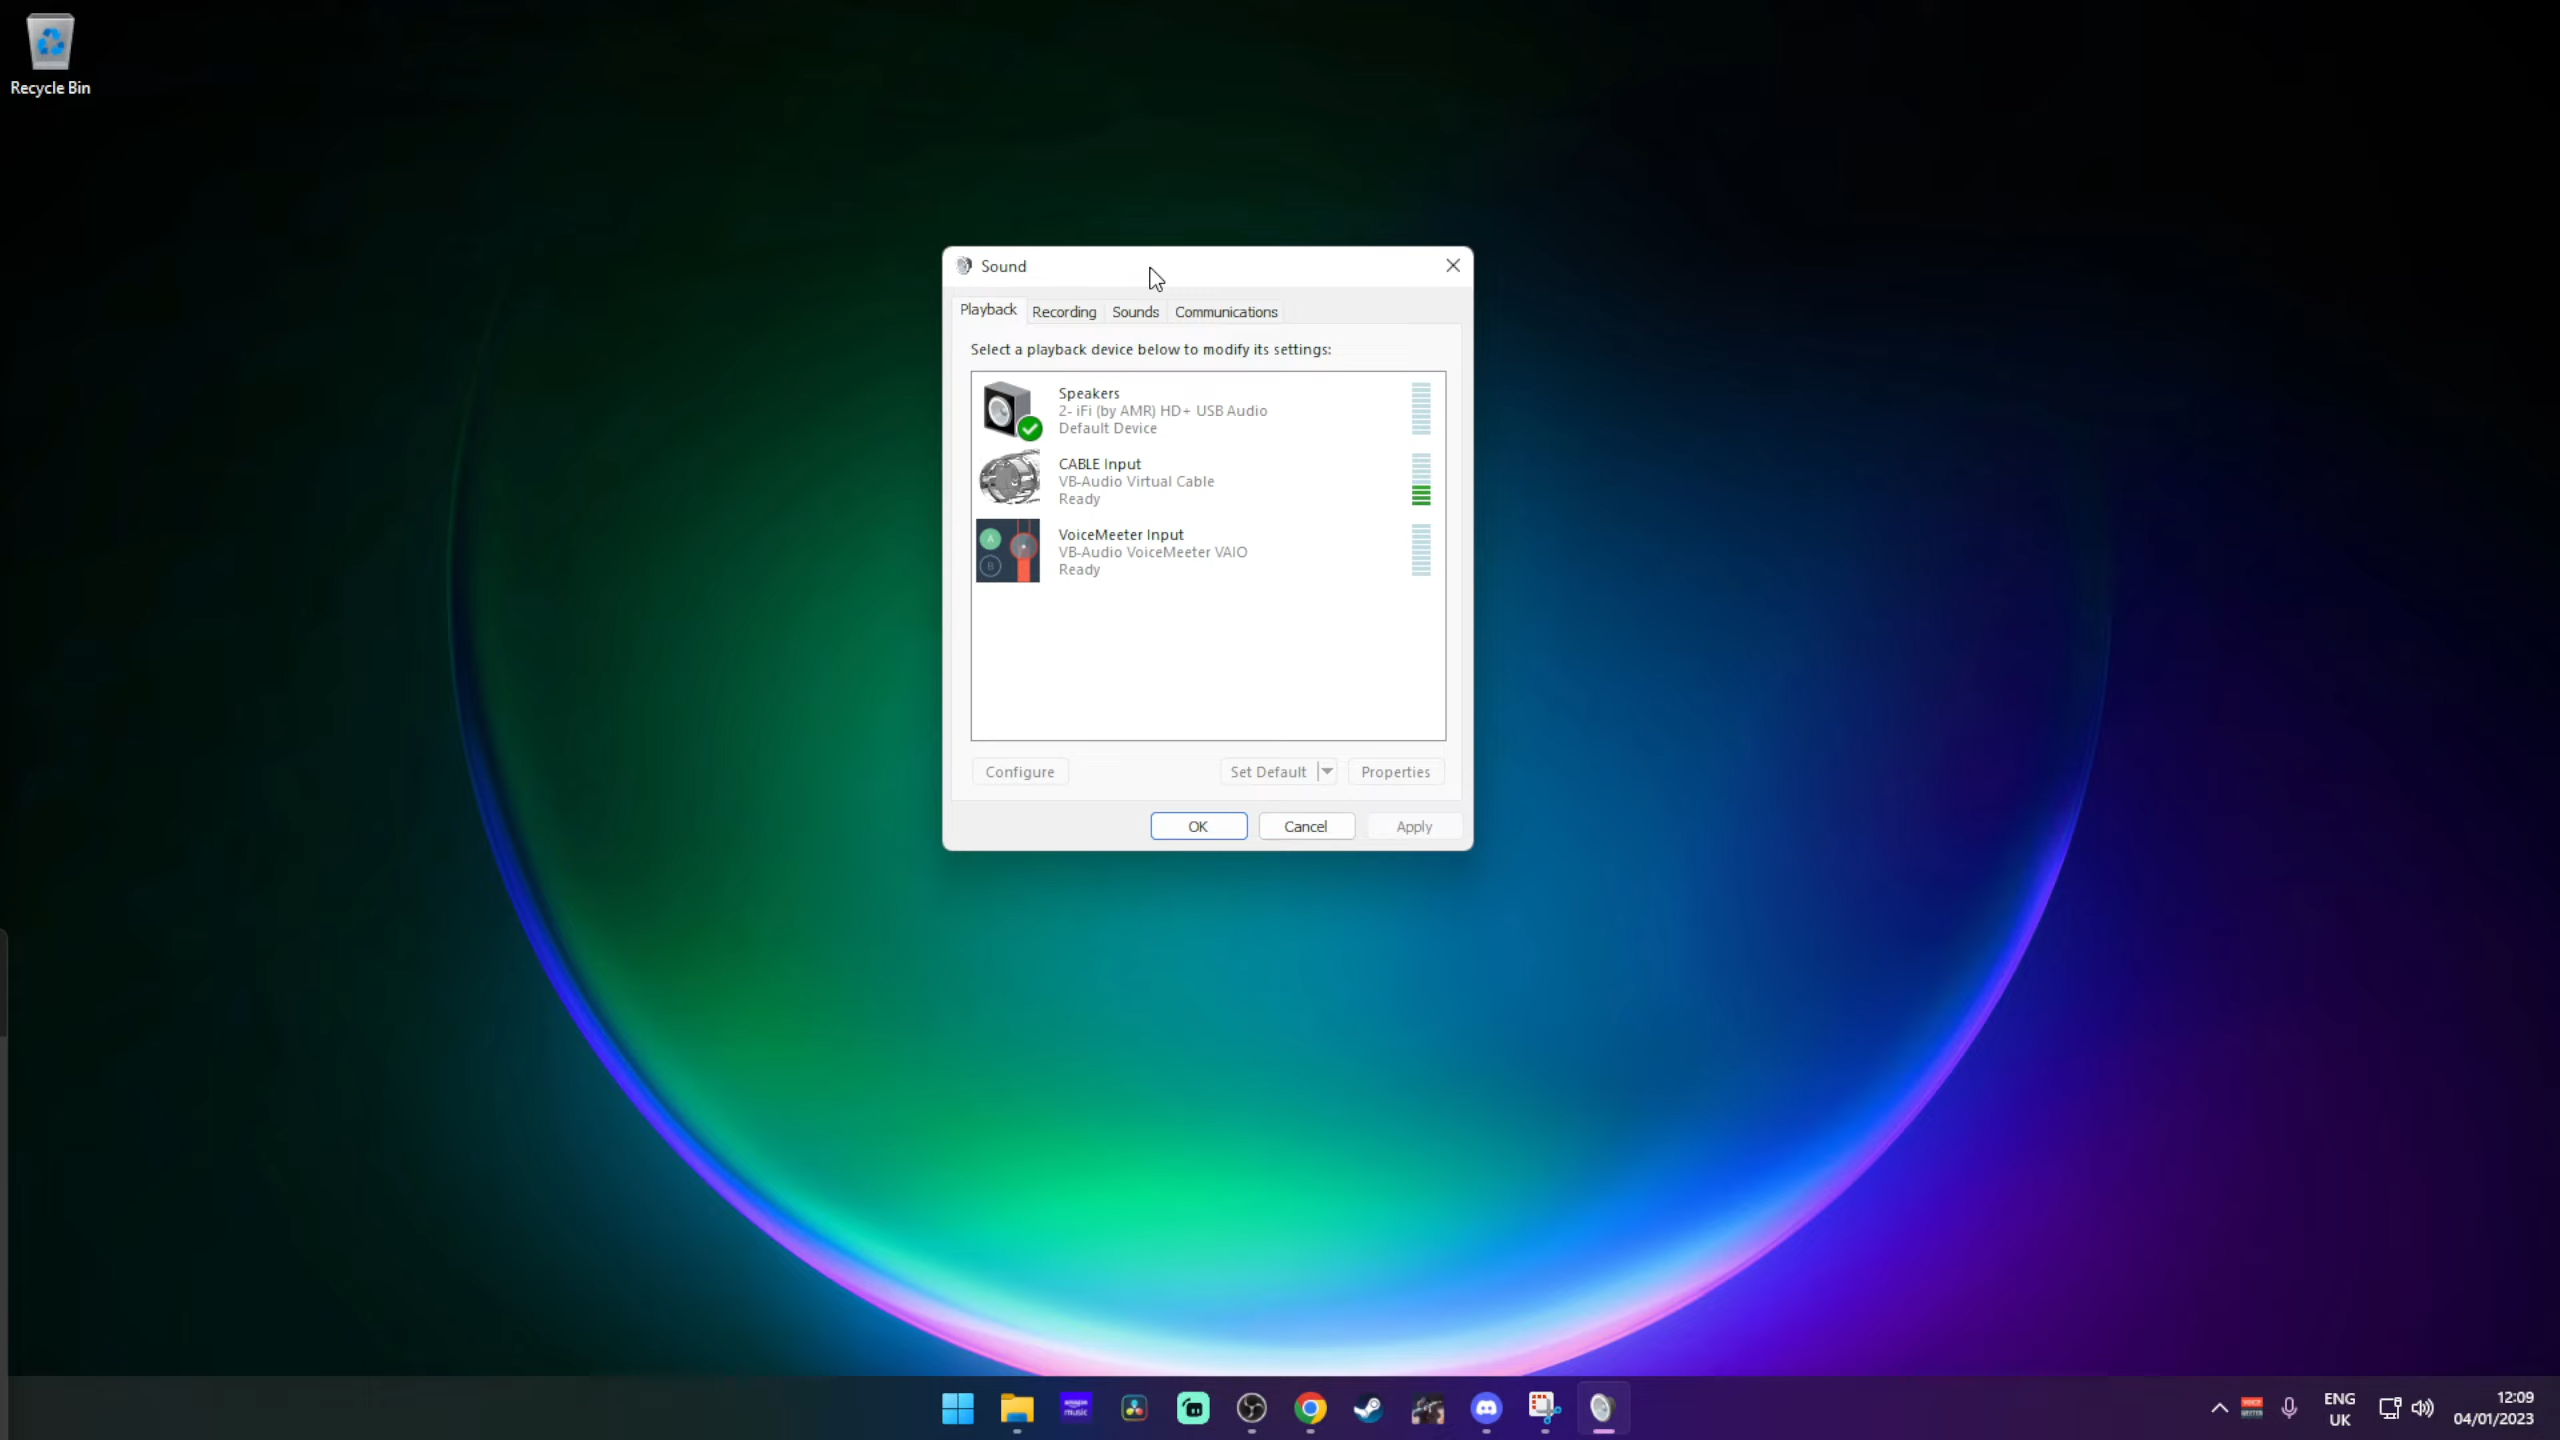 Recycle Bin
Sound
Playback
Recording
Sounds
Communications
Select a playback device below to modify its settings:
Speakers
2- iFi (by AMR) HD+ USB Audio
Default Device
CABLE Input
VB-Audio Virtual Cable
Ready
A
B
VoiceMeeter Input
VB-Audio VoiceMeeter VAIO
Ready
Configure
Set Default
Properties
OK
Cancel
Apply
amazon
music
ENG
UK
12:09
04/01/2023